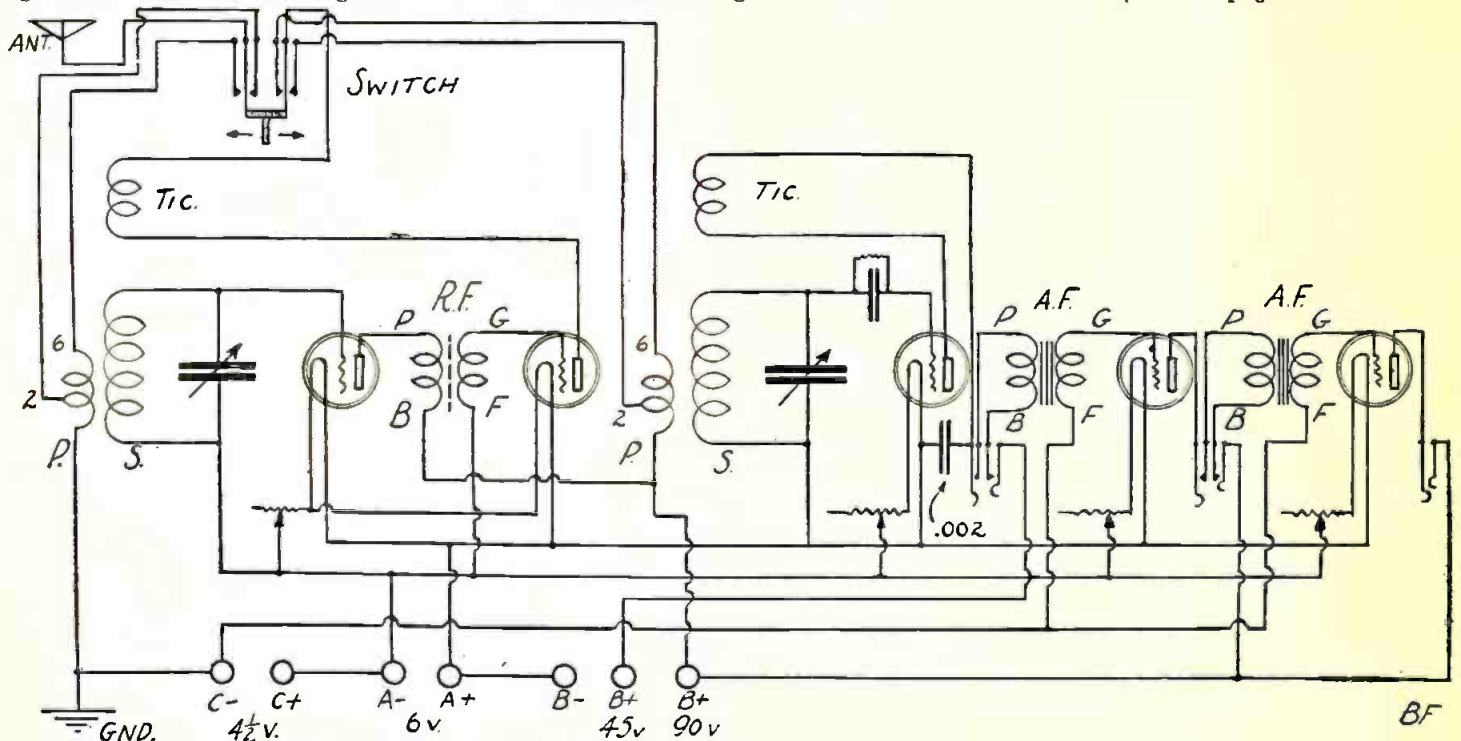 ANT.
SWITCH
TIC.
TIC.
R.F.
A.F.
A.F.
P G
P G
P G
6
6
2
2
B F
B F
B F
P. S.
P. S.
.002
C- C+ A- A+ B- B+ B+
4½ v. 6 v. 45 v 90 v
GND.
BF